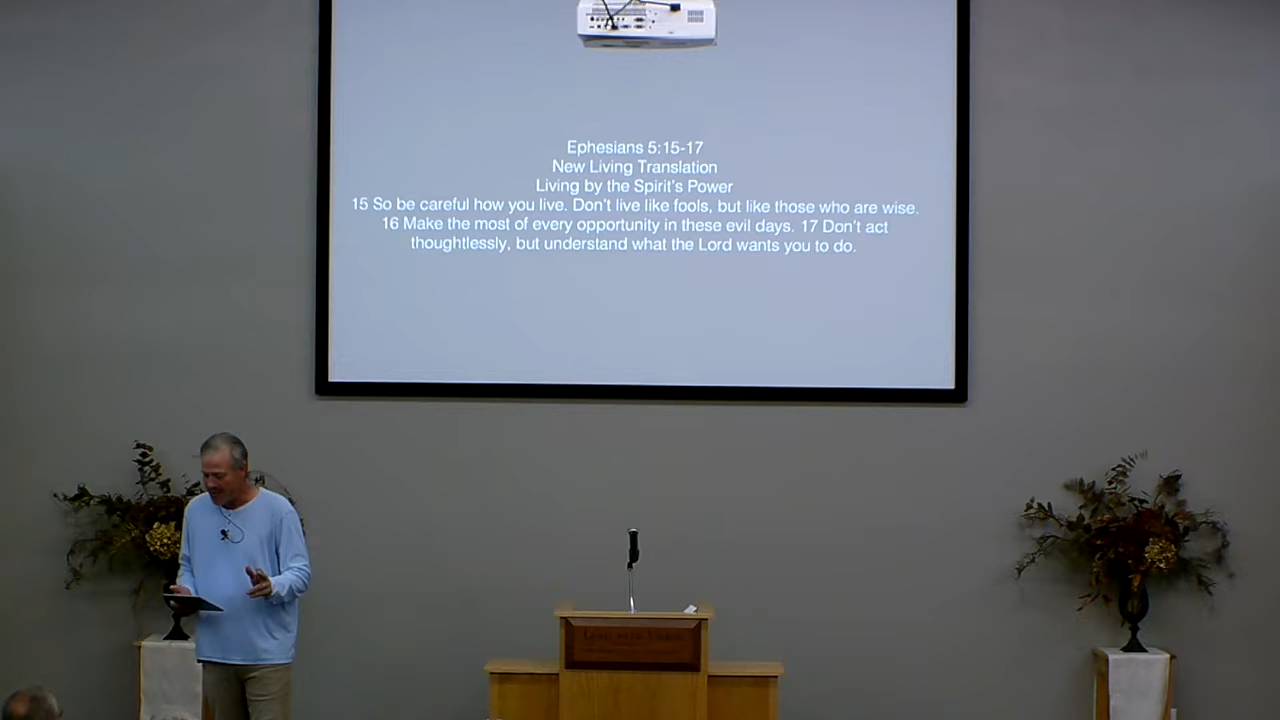 Ephesians 5:15-17
New Living Translation
Living by the Spirit's Power
15 So be careful how you live. Don't live like fools, but like those who are wise.
16 Make the most of every opportunity in these evil days. 17 Don't act
thoughtlessly, but understand what the Lord wants you to do.